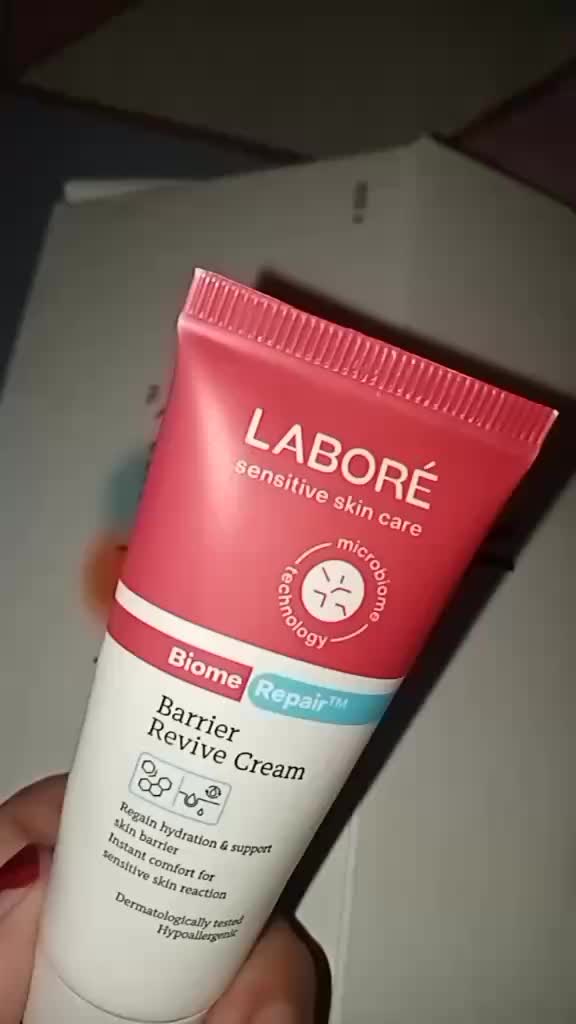 LABORÉ
sensitive skin care
microbiome
technology
Biome Repair™
Barrier
Revive Cream
Regain hydration & support
skin barrier
Instant comfort for
sensitive skin reaction
Dermatologically tested
Hypoallergenic